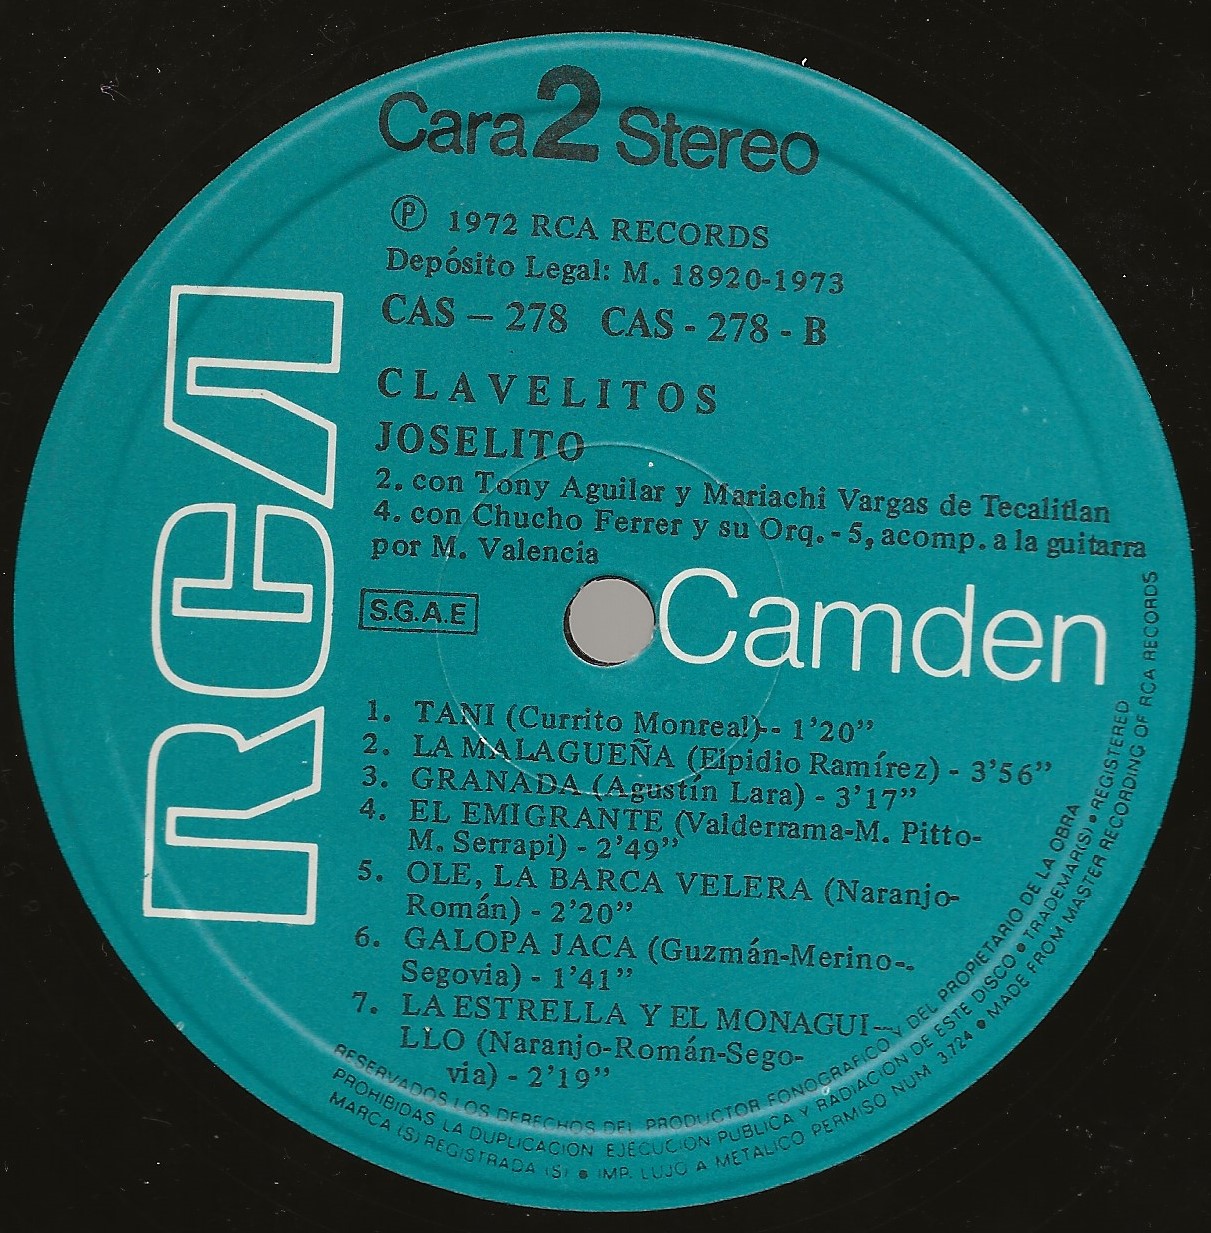 Cara 2 Stereo
Ⓟ 1972 RCA RECORDS
Depósito Legal: M. 18920-1973
CAS – 278 CAS - 278 - B
CLAVELITOS
JOSELITO
2. con Tony Aguilar y Mariachi Vargas de Tecalitlan
4. con Chucho Ferrer y su Orq. - 5, acomp. a la guitarra
por M. Valencia
S.G.A.E
RCA
Camden
1. TANI (Currito Monreal)-- 1'20”
2. LA MALAGUEÑA (Elpidio Ramírez) - 3'56”
3. GRANADA (Agustín Lara) - 3'17”
4. EL EMIGRANTE (Valderrama-M. Pitto-
M. Serrapi) - 2'49”
5. OLE, LA BARCA VELERA (Naranjo-
Román) - 2'20”
6. GALOPA JACA (Guzmán-Merino-.
Segovia) - 1'41”
7. LA ESTRELLA Y EL MONAGUI-
LLO (Naranjo-Román-Sego-
via) - 2'19”
RESERVADOS LOS DERECHOS DEL PRODUCTOR FONOGRAFICO Y DEL PROPIETARIO DE LA OBRA
PROHIBIDAS LA DUPLICACION EJECUCION PUBLICA Y RADIACION DE ESTE DISCO • TRADEMAR(S) • REGISTERED
MARCA (S) REGISTRADA (S) • IMP. LUJO A METALICO PERMISO NUM 3.724 • MADE FROM MASTER RECORDING OF RCA RECORDS